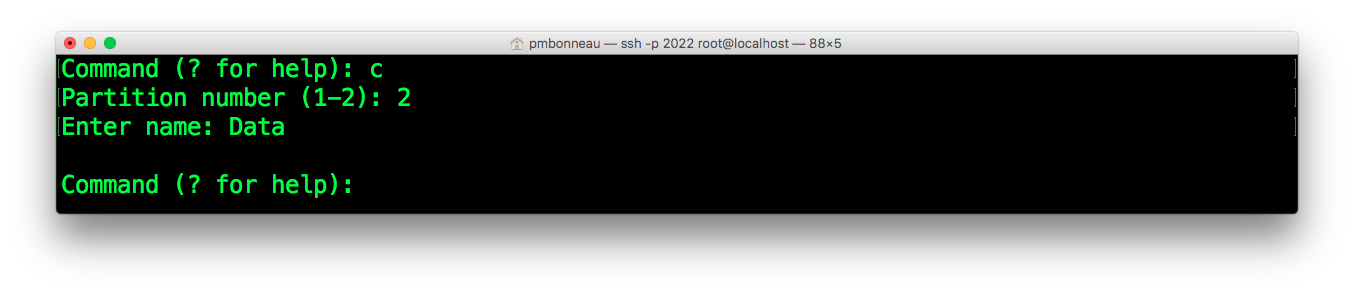 pmbonneau — ssh -p 2022 root@localhost — 88×5
Command (? for help): c
Partition number (1-2): 2
Enter name: Data
Command (? for help):